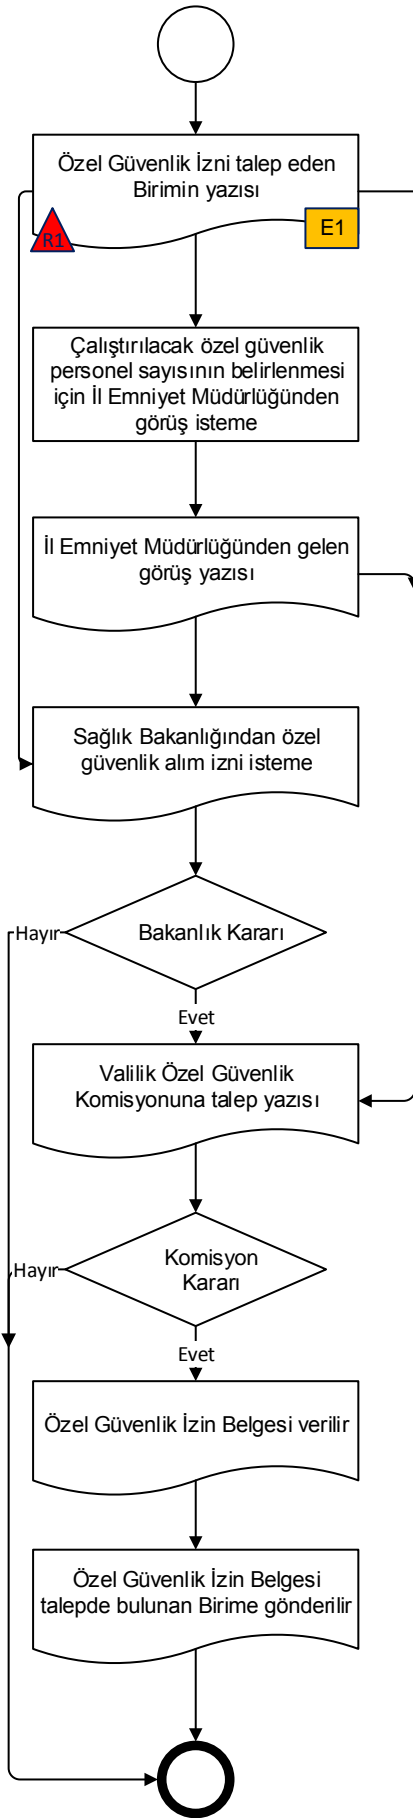 Özel Güvenlik İzni talep eden
Birimin yazısı
R1
E1
Çalıştırılacak özel güvenlik
personel sayısının belirlenmesi
için İl Emniyet Müdürlüğünden
görüş isteme
İl Emniyet Müdürlüğünden gelen
görüş yazısı
Sağlık Bakanlığından özel
güvenlik alım izni isteme
Hayır
Bakanlık Kararı
Evet
Valilik Özel Güvenlik
Komisyonuna talep yazısı
Hayır
Komisyon
Kararı
Evet
Özel Güvenlik İzin Belgesi verilir
Özel Güvenlik İzin Belgesi
talepde bulunan Birime gönderilir